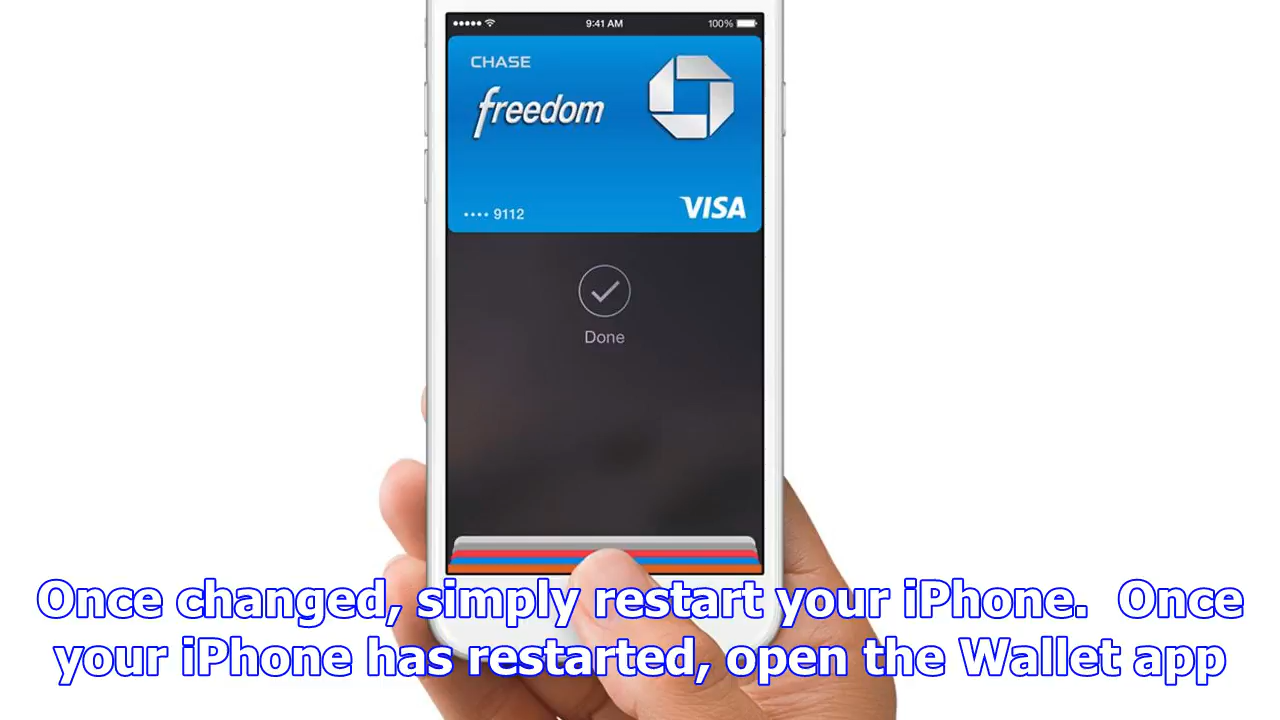 9:41 AM 100%
CHASE
freedom
•••• 9112 VISA
Done
Once changed, simply restart your iPhone. Once
your iPhone has restarted, open the Wallet app